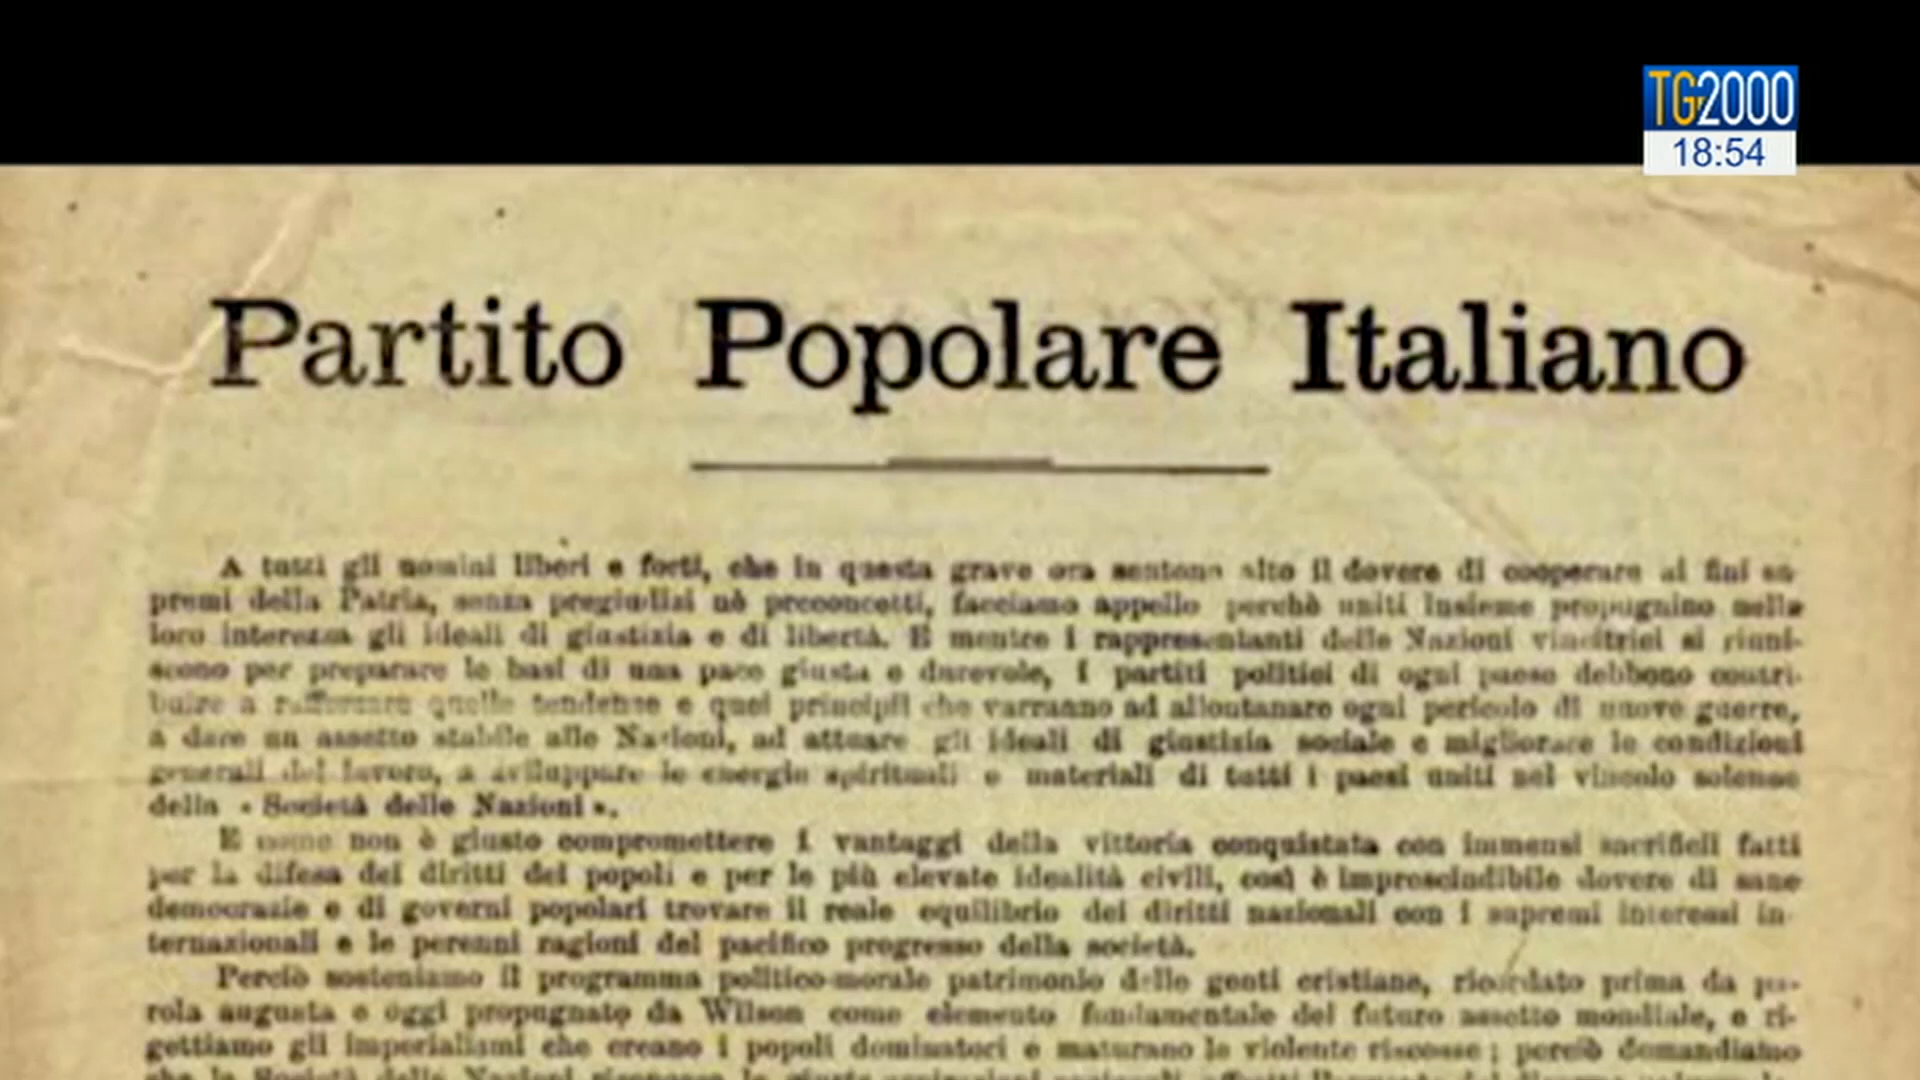 TG2000
18:54
Partito Popolare Italiano
A tutti gli uomini liberi e forti, che in questa grave ora sentono alto il dovere di cooperare ai fini su-
premi della Patria, senza pregiudizi nè preconcetti, facciamo appello perchè uniti insieme propugnino nella
loro interezza gli ideali di giustizia e di libertà. E mentre i rappresentanti delle Nazioni vincitrici si riuni-
scono per preparare le basi di una pace giusta e durevole, i partiti politici di ogni paese debbono contri-
buire a rafforzare quelle tendenze e quei principii che varranno ad allontanare ogni pericolo di nuove guerre,
a dare un assetto stabile alle Nazioni, ad attuare gli ideali di giustizia sociale e migliorare le condizioni
generali del lavoro, a sviluppare le energie spirituali e materiali di tutti i paesi uniti nel vincolo solenne
della « Società delle Nazioni ».
E come non è giusto compromettere i vantaggi della vittoria conquistata con immensi sacrifici fatti
per la difesa dei diritti dei popoli e per le più elevate idealità civili, così è imprescindibile dovere di sane
democrazie e di governi popolari trovare il reale equilibrio dei diritti nazionali con i supremi interessi in-
ternazionali e le perenni ragioni del pacifico progresso della società.
Perciò sosteniamo il programma politico-morale patrimonio delle genti cristiane, ricordato prima da pa-
rola augusta e oggi propugnato da Wilson come elemento fondamentale del futuro assetto mondiale, e ri-
gettiamo gli imperialismi che creano i popoli dominatori e maturano le violente riscosse; perciò domandiamo
che la Società delle Nazioni riconosca le giuste aspirazioni nazionali